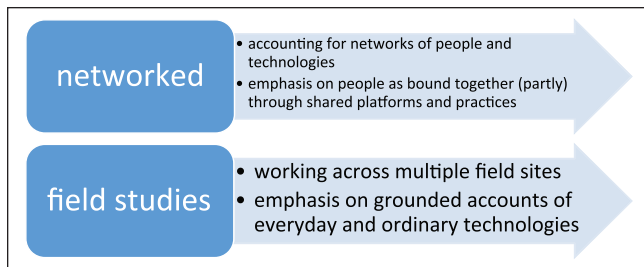 networked
• accounting for networks of people and
technologies
• emphasis on people as bound together (partly)
through shared platforms and practices
field studies
• working across multiple field sites
• emphasis on grounded accounts of
everyday and ordinary technologies